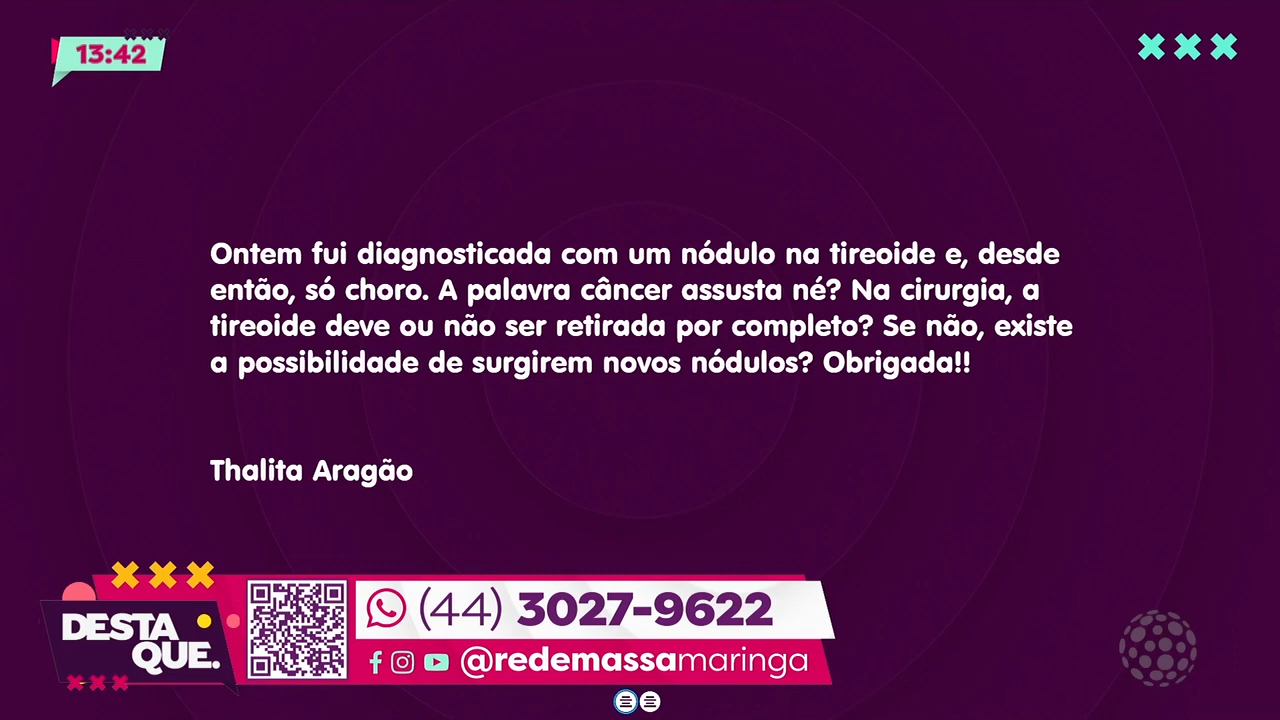 13:42
Ontem fui diagnosticada com um nódulo na tireoide e, desde
então, só choro. A palavra câncer assusta né? Na cirurgia, a
tireoide deve ou não ser retirada por completo? Se não, existe
a possibilidade de surgirem novos nódulos? Obrigada!!
Thalita Aragão
DESTA
QUE.
(44) 3027-9622
@redemassamaringa